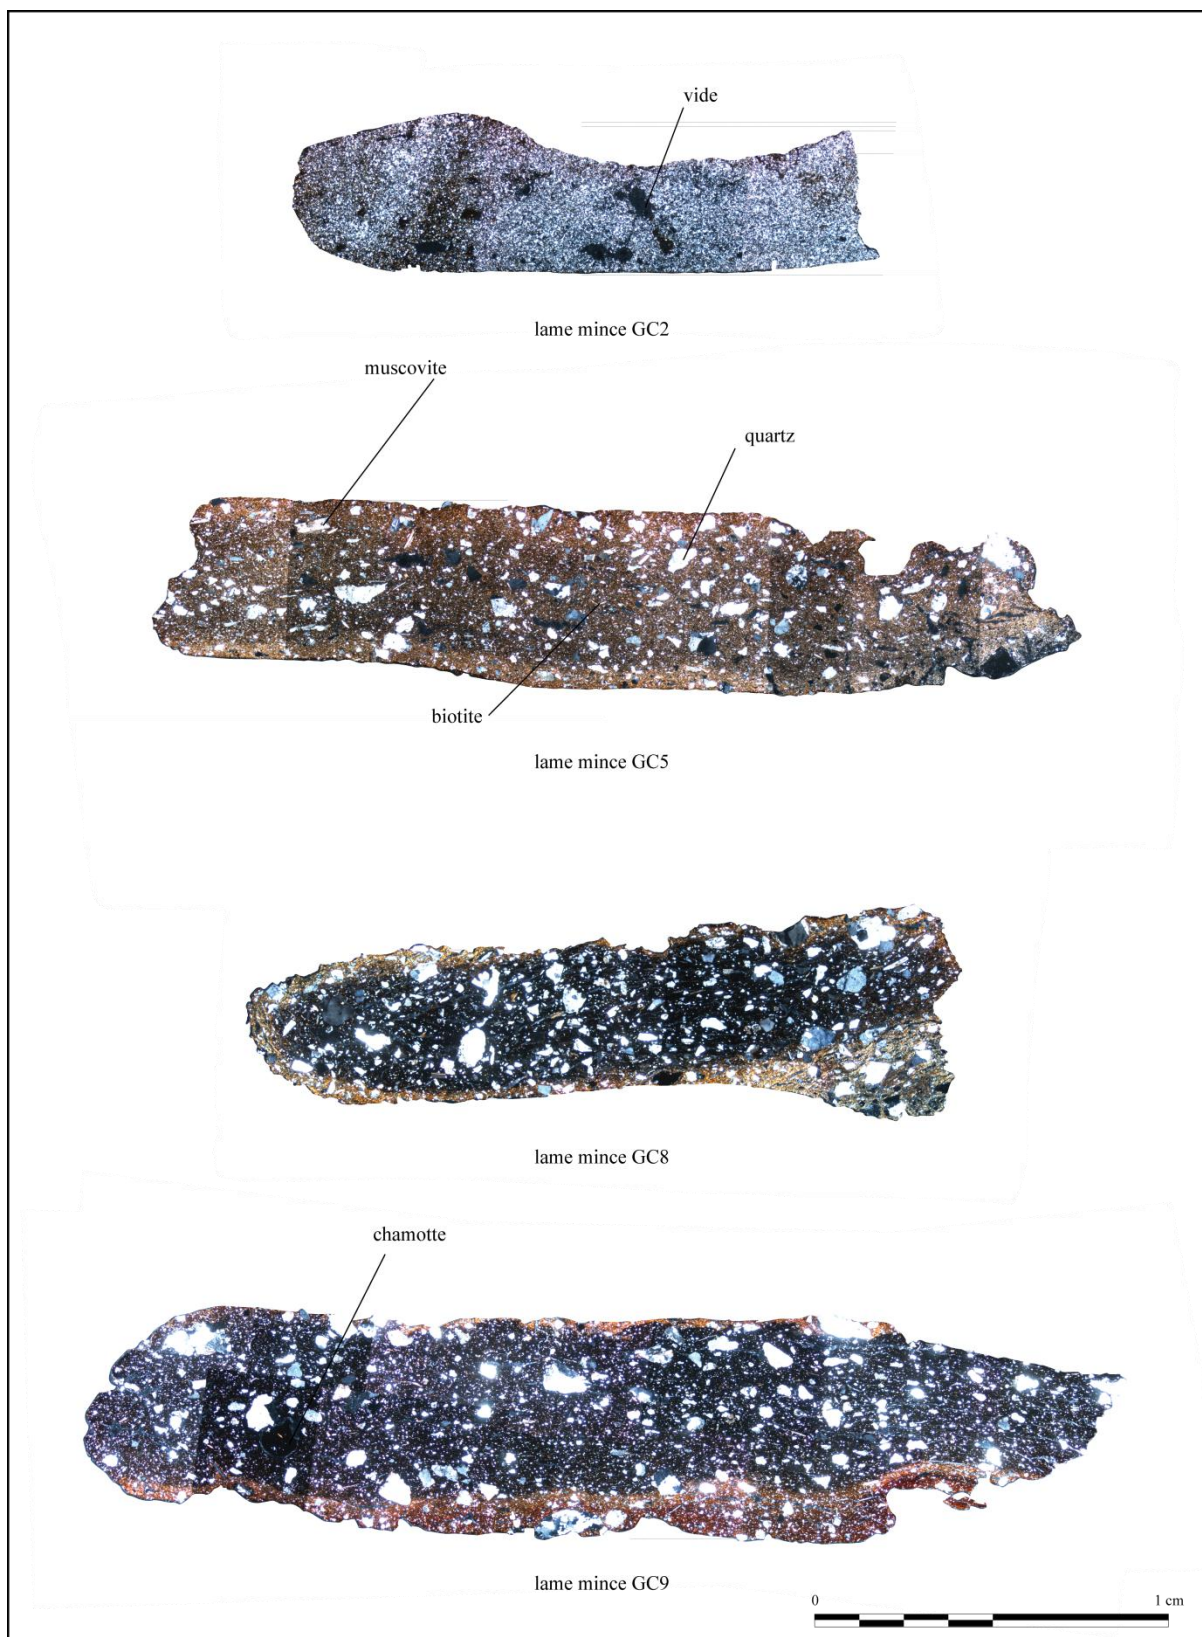 vide
lame mince GC2
muscovite
quartz
biotite
lame mince GC5
lame mince GC8
chamotte
lame mince GC9
0 1 cm